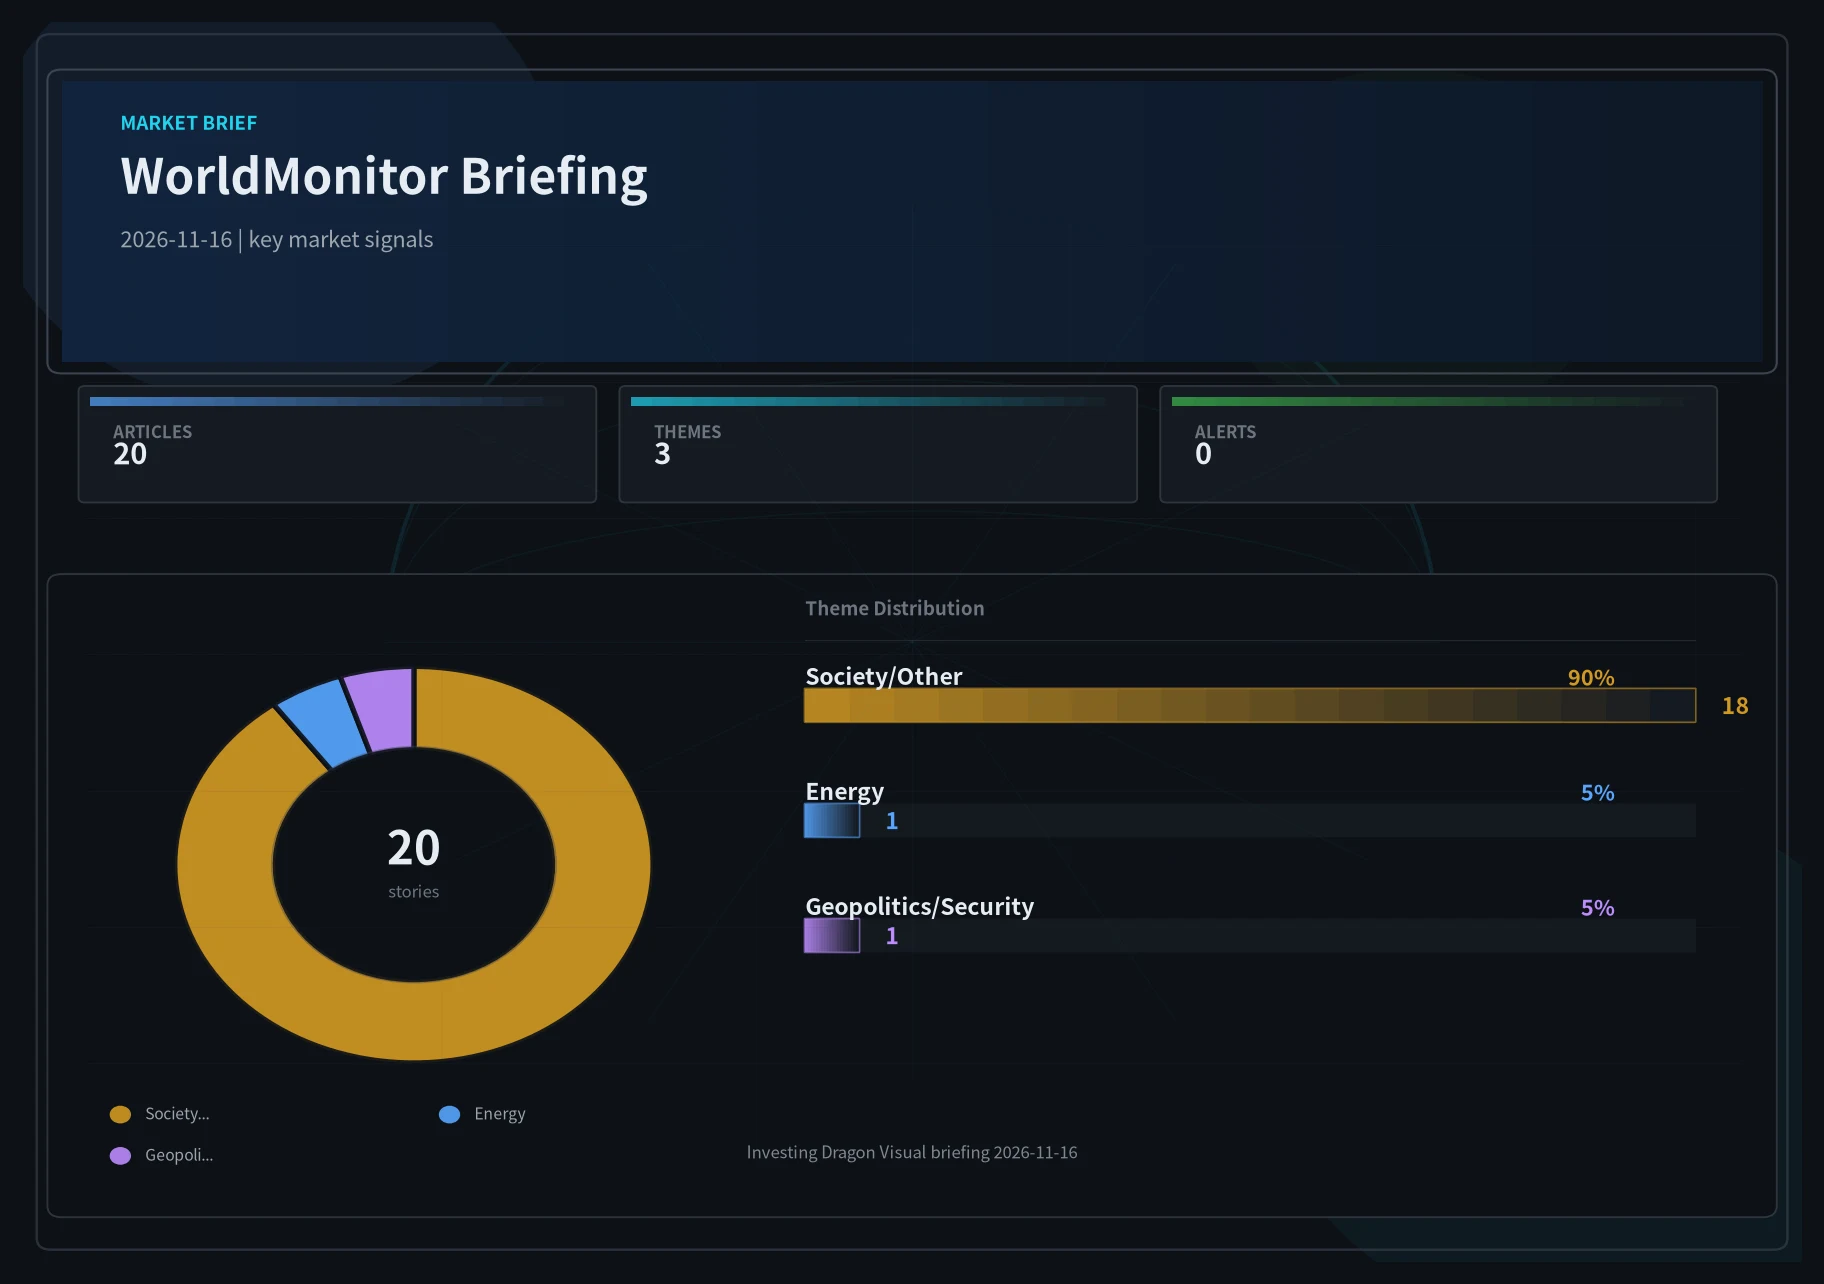 MARKET BRIEF
WorldMonitor Briefing
2026-11-16 | key market signals
ARTICLES
20
THEMES
3
ALERTS
0
Theme Distribution
Society/Other 90%
18
Energy 5%
1
Geopolitics/Security 5%
1
20
stories
Society... Energy
Geopoli...
Investing Dragon Visual briefing 2026-11-16